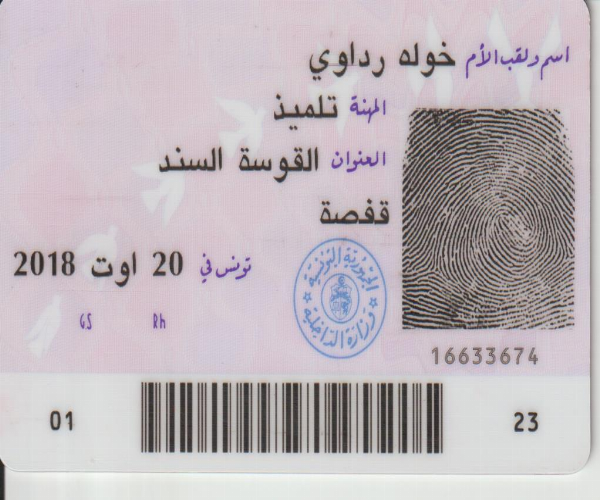 اسم ولقب الأم خوله رداوي
المهنة تلميذ
العنوان القوسة السند
قفصة
تونس في 20 اوت 2018
GS Rh
الجمهورية التونسية
وزارة الداخلية
16633674
01 23